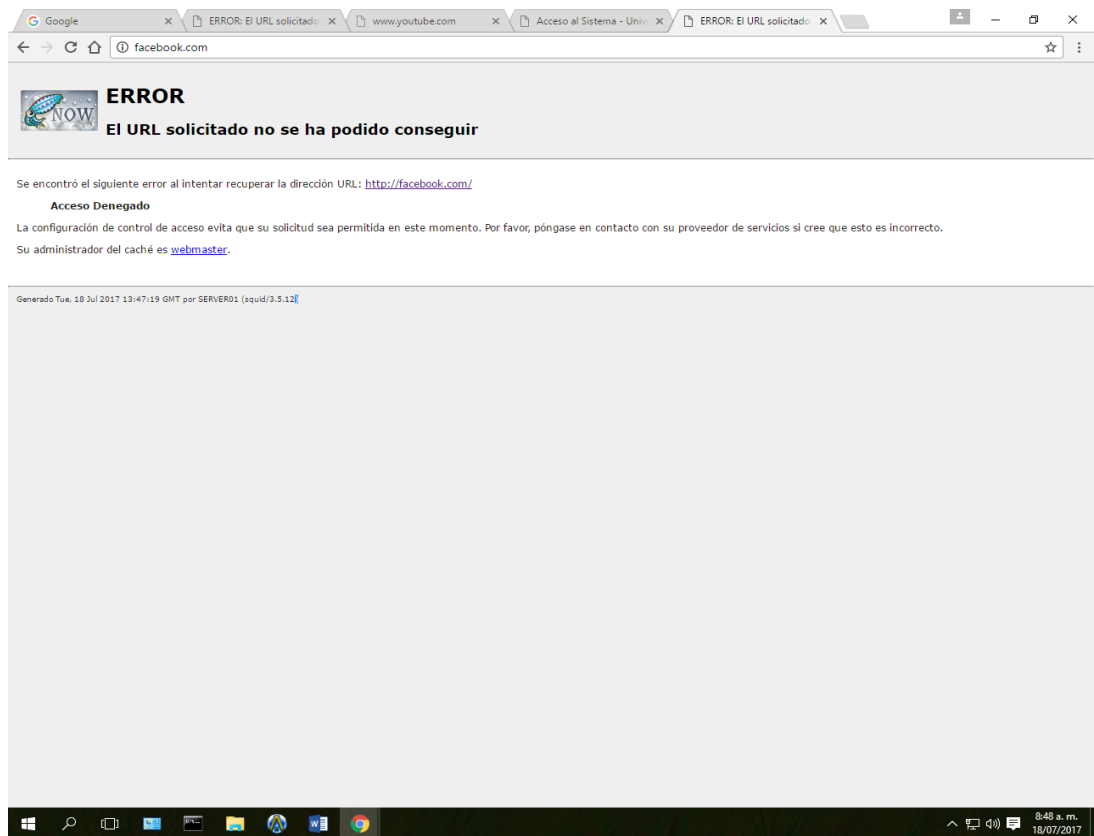 Google
ERROR: El URL solicitado
www.youtube.com
Acceso al Sistema - Univ
ERROR: El URL solicitado
facebook.com
NOW
ERROR
El URL solicitado no se ha podido conseguir
Se encontró el siguiente error al intentar recuperar la dirección URL: http://facebook.com/
Acceso Denegado
La configuración de control de acceso evita que su solicitud sea permitida en este momento. Por favor, póngase en contacto con su proveedor de servicios si cree que esto es incorrecto.
Su administrador del caché es webmaster.
Generado Tue, 18 Jul 2017 13:47:19 GMT por SERVER01 (squid/3.5.12)
8:48 a. m.
18/07/2017